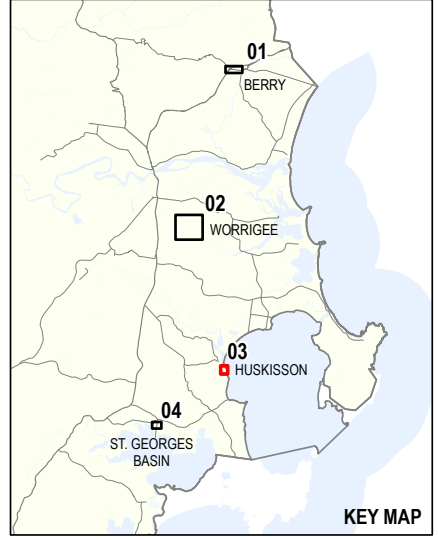 01
BERRY
02
WORRIGEE
03
HUSKISSON
04
ST. GEORGES
BASIN
KEY MAP